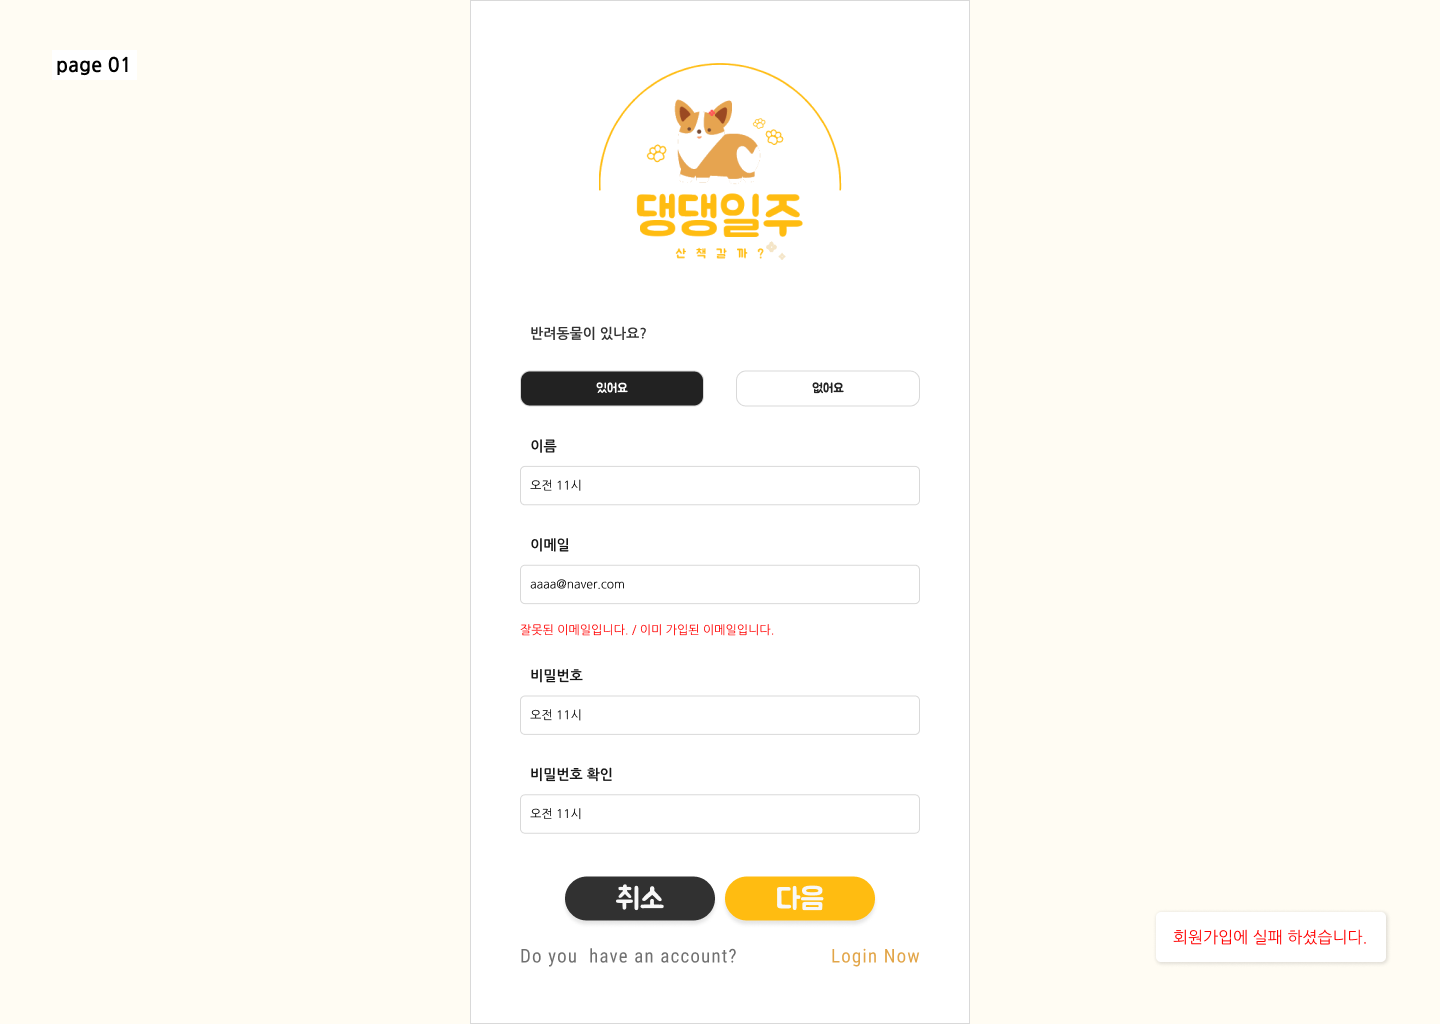 page 01
댕댕일주
산책갈까?
반려동물이 있나요?
있어요 없어요
이름
오전 11시
이메일
aaaa@naver.com
잘못된 이메일입니다. / 이미 가입된 이메일입니다.
비밀번호
오전 11시
비밀번호 확인
오전 11시
취소 다음
Do you have an account? Login Now
회원가입에 실패 하셨습니다.